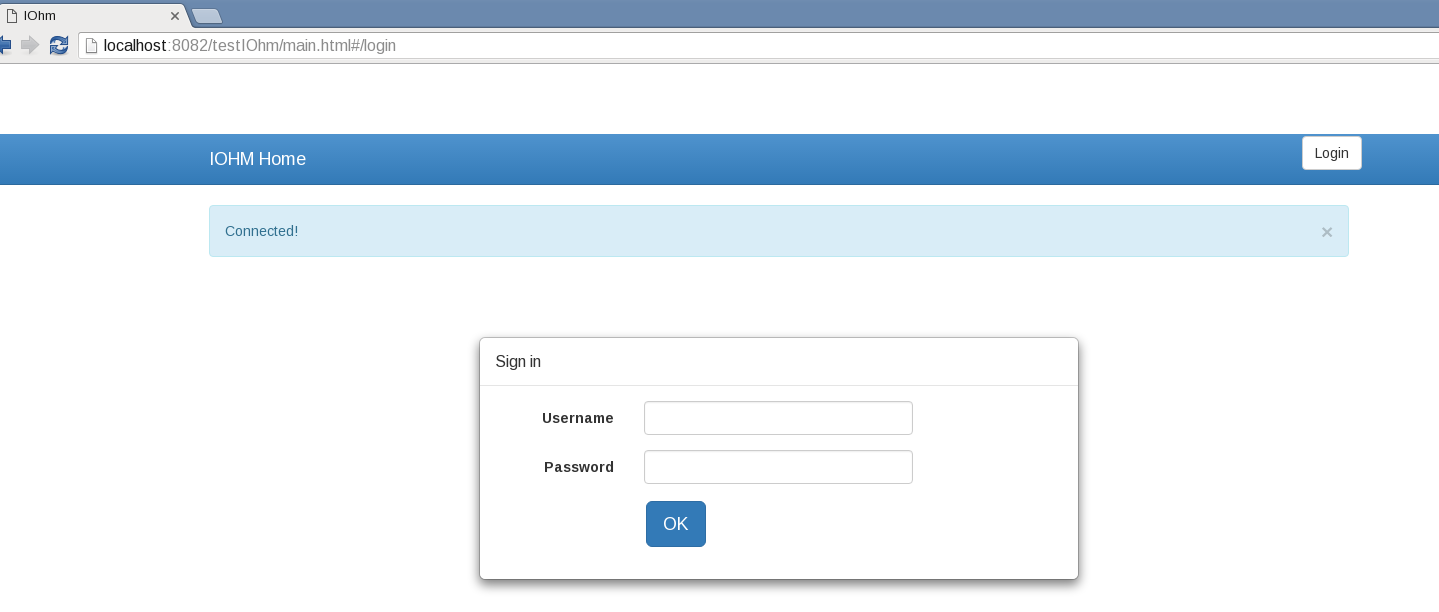 IOhm
localhost:8082/testIOhm/main.html#/login
IOHM Home
Login
Connected!
×
Sign in
Username
Password
OK